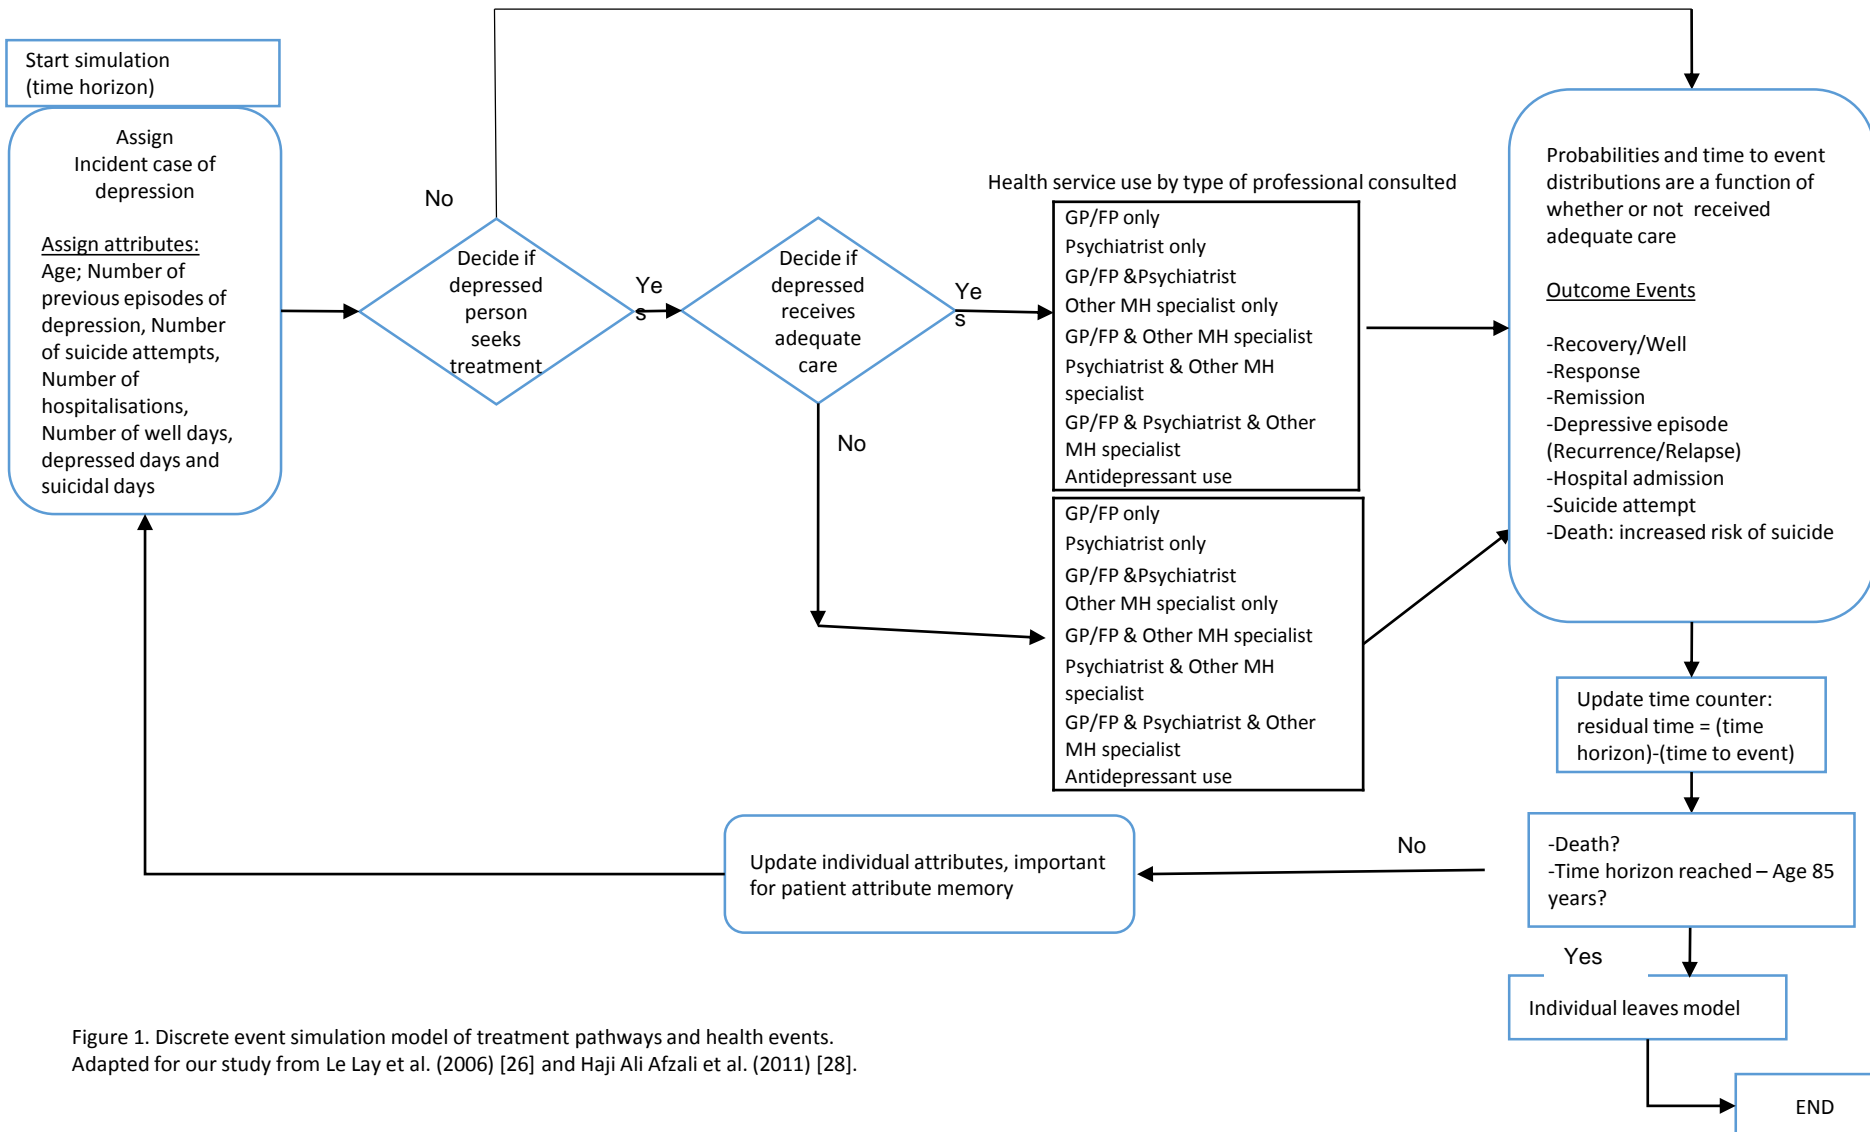 Start simulation
(time horizon)
Assign
Incident case of
depression
Assign attributes:
Age; Number of
previous episodes of
depression, Number
of suicide attempts,
Number of
hospitalisations,
Number of well days,
depressed days and
suicidal days
No
Decide if
depressed
person
seeks
treatment
Ye
s
Decide if
depressed
receives
adequate
care
Ye
s
No
Health service use by type of professional consulted
GP/FP only
Psychiatrist only
GP/FP &Psychiatrist
Other MH specialist only
GP/FP & Other MH specialist
Psychiatrist & Other MH
specialist
GP/FP & Psychiatrist & Other
MH specialist
Antidepressant use
GP/FP only
Psychiatrist only
GP/FP &Psychiatrist
Other MH specialist only
GP/FP & Other MH specialist
Psychiatrist & Other MH
specialist
GP/FP & Psychiatrist & Other
MH specialist
Antidepressant use
Probabilities and time to event
distributions are a function of
whether or not received
adequate care
Outcome Events
-Recovery/Well
-Response
-Remission
-Depressive episode
(Recurrence/Relapse)
-Hospital admission
-Suicide attempt
-Death: increased risk of suicide
Update time counter:
residual time = (time
horizon)-(time to event)
-Death?
-Time horizon reached – Age 85
years?
No
Update individual attributes, important
for patient attribute memory
Yes
Individual leaves model
END
Figure 1. Discrete event simulation model of treatment pathways and health events.
Adapted for our study from Le Lay et al. (2006) [26] and Haji Ali Afzali et al. (2011) [28].